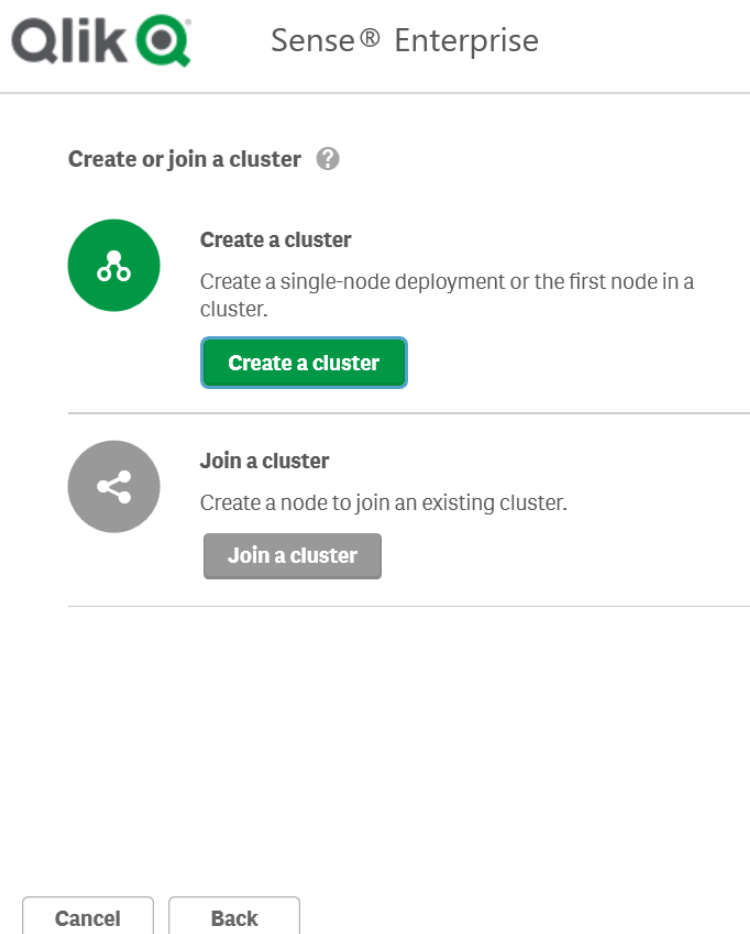 Qlik Sense® Enterprise
Create or join a cluster ?
Create a cluster
Create a single-node deployment or the first node in a
cluster.
Create a cluster
Join a cluster
Create a node to join an existing cluster.
Join a cluster
Cancel Back